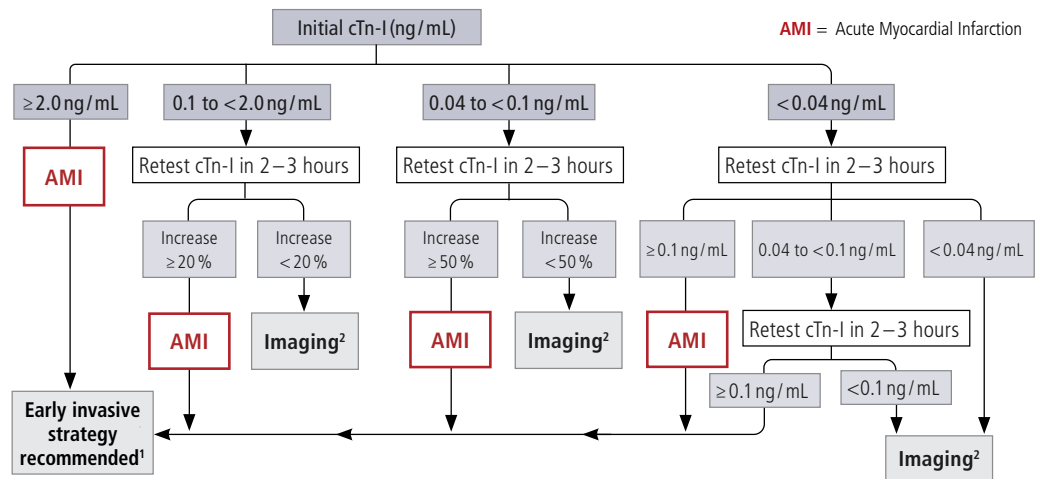 Initial cTn-I (ng/mL)
AMI = Acute Myocardial Infarction
≥2.0 ng/mL
0.1 to <2.0 ng/mL
0.04 to <0.1 ng/mL
<0.04 ng/mL
AMI
Retest cTn-I in 2–3 hours
Retest cTn-I in 2–3 hours
Retest cTn-I in 2–3 hours
Increase
≥20 %
Increase
<20 %
Increase
≥50 %
Increase
<50 %
≥0.1 ng/mL
0.04 to <0.1 ng/mL
<0.04 ng/mL
AMI
Imaging²
AMI
Imaging²
AMI
Retest cTn-I in 2–3 hours
≥0.1 ng/mL
<0.1 ng/mL
Early invasive
strategy
recommended¹
Imaging²